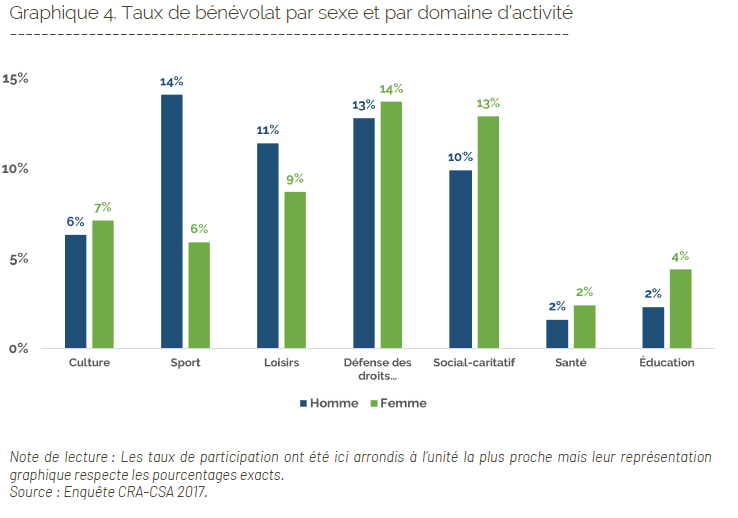 Graphique 4. Taux de bénévolat par sexe et par domaine d'activité
15%
10%
5%
0%
6%
7%
14%
6%
11%
9%
13%
14%
10%
13%
2%
2%
2%
4%
Culture
Sport
Loisirs
Défense des
droits...
Social-caritatif
Santé
Éducation
Homme
Femme
Note de lecture : Les taux de participation ont été ici arrondis à l'unité la plus proche mais leur représentation
graphique respecte les pourcentages exacts.
Source : Enquête CRA-CSA 2017.